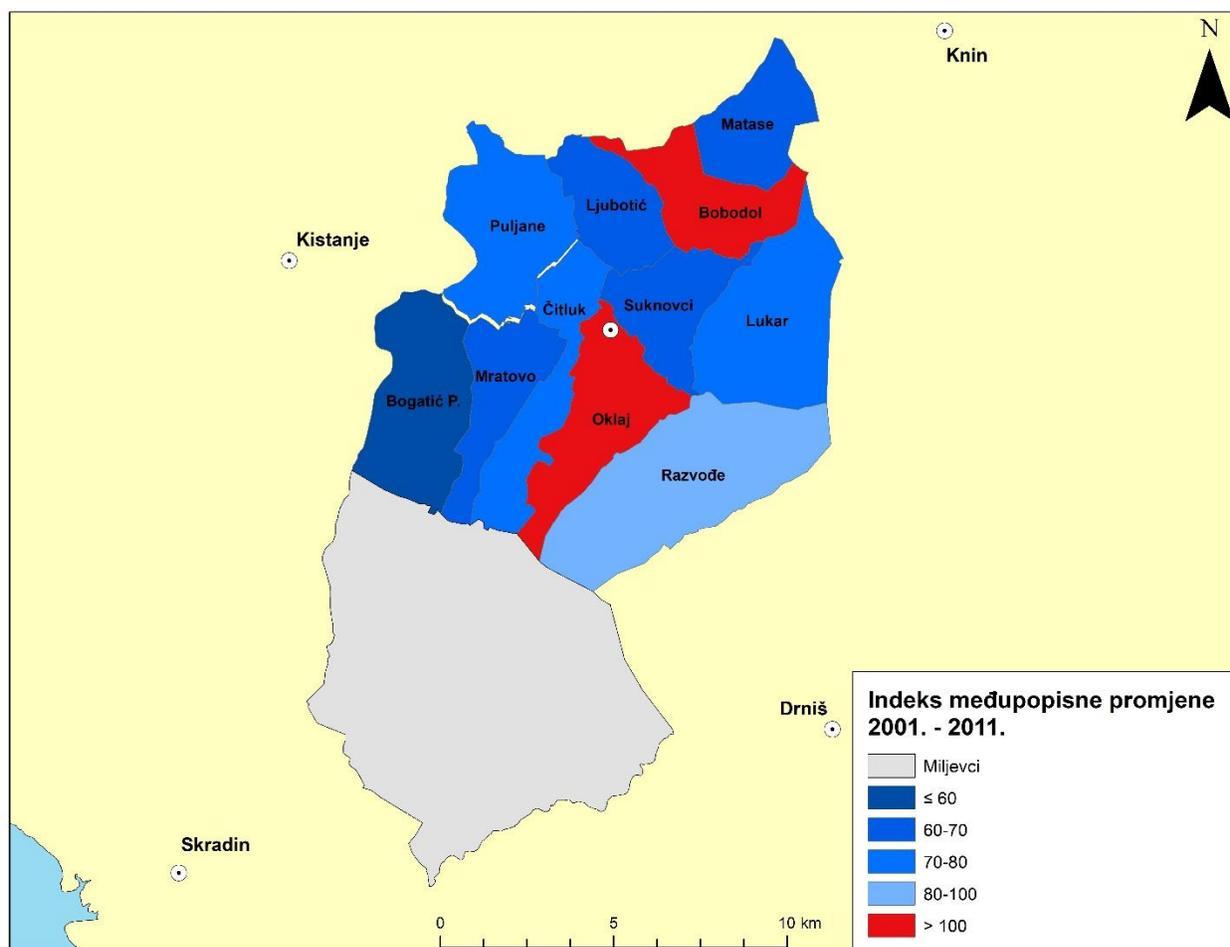 N
Knin
Matase
Ljubotić
Bobodol
Puljane
Kistanje
Čitluk
Suknovci
Lukar
Mratovo
Bogatić P.
Oklaj
Razvođe
Drniš
Skradin
Indeks međupopisne promjene
2001. - 2011.
Miljevci
≤ 60
60-70
70-80
80-100
> 100
0 5 10 km